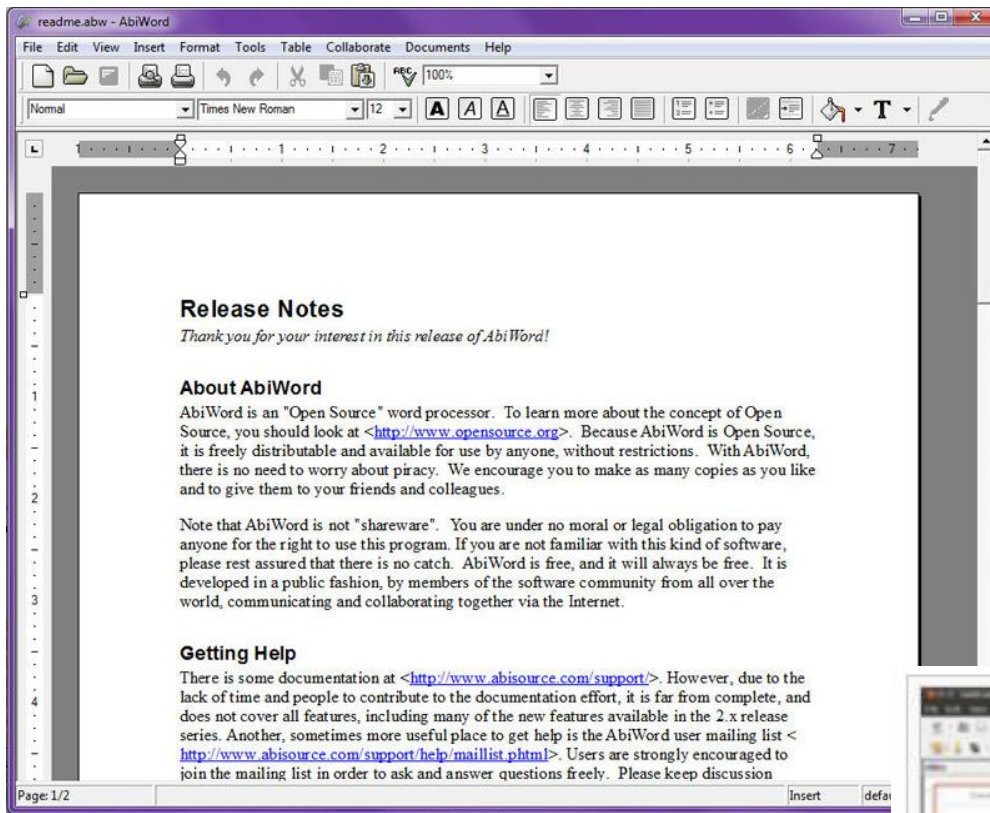 readme.abw - AbiWord
File Edit View Insert Format Tools Table Collaborate Documents Help
ABC 100%
Normal Times New Roman 12 A A A T
1 1 2 3 4 5 6 7
Release Notes
Thank you for your interest in this release of AbiWord!
About AbiWord
AbiWord is an "Open Source" word processor. To learn more about the concept of Open
Source, you should look at <http://www.opensource.org>. Because AbiWord is Open Source,
it is freely distributable and available for use by anyone, without restrictions. With AbiWord,
there is no need to worry about piracy. We encourage you to make as many copies as you like
and to give them to your friends and colleagues.
Note that AbiWord is not "shareware". You are under no moral or legal obligation to pay
anyone for the right to use this program. If you are not familiar with this kind of software,
please rest assured that there is no catch. AbiWord is free, and it will always be free. It is
developed in a public fashion, by members of the software community from all over the
world, communicating and collaborating together via the Internet.
Getting Help
There is some documentation at <http://www.abisource.com/support/>. However, due to the
lack of time and people to contribute to the documentation effort, it is far from complete, and
does not cover all features, including many of the new features available in the 2.x release
series. Another, sometimes more useful place to get help is the AbiWord user mailing list <
http://www.abisource.com/support/help/maillist.phtml>. Users are strongly encouraged to
join the mailing list in order to ask and answer questions freely. Please keep discussion
1
2
3
4
Page: 1/2 Insert defau